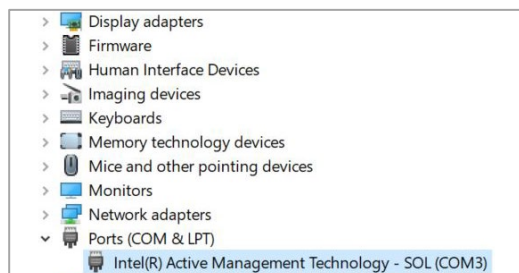 Display adapters
Firmware
Human Interface Devices
Imaging devices
Keyboards
Memory technology devices
Mice and other pointing devices
Monitors
Network adapters
Ports (COM & LPT)
Intel(R) Active Management Technology - SOL (COM3)